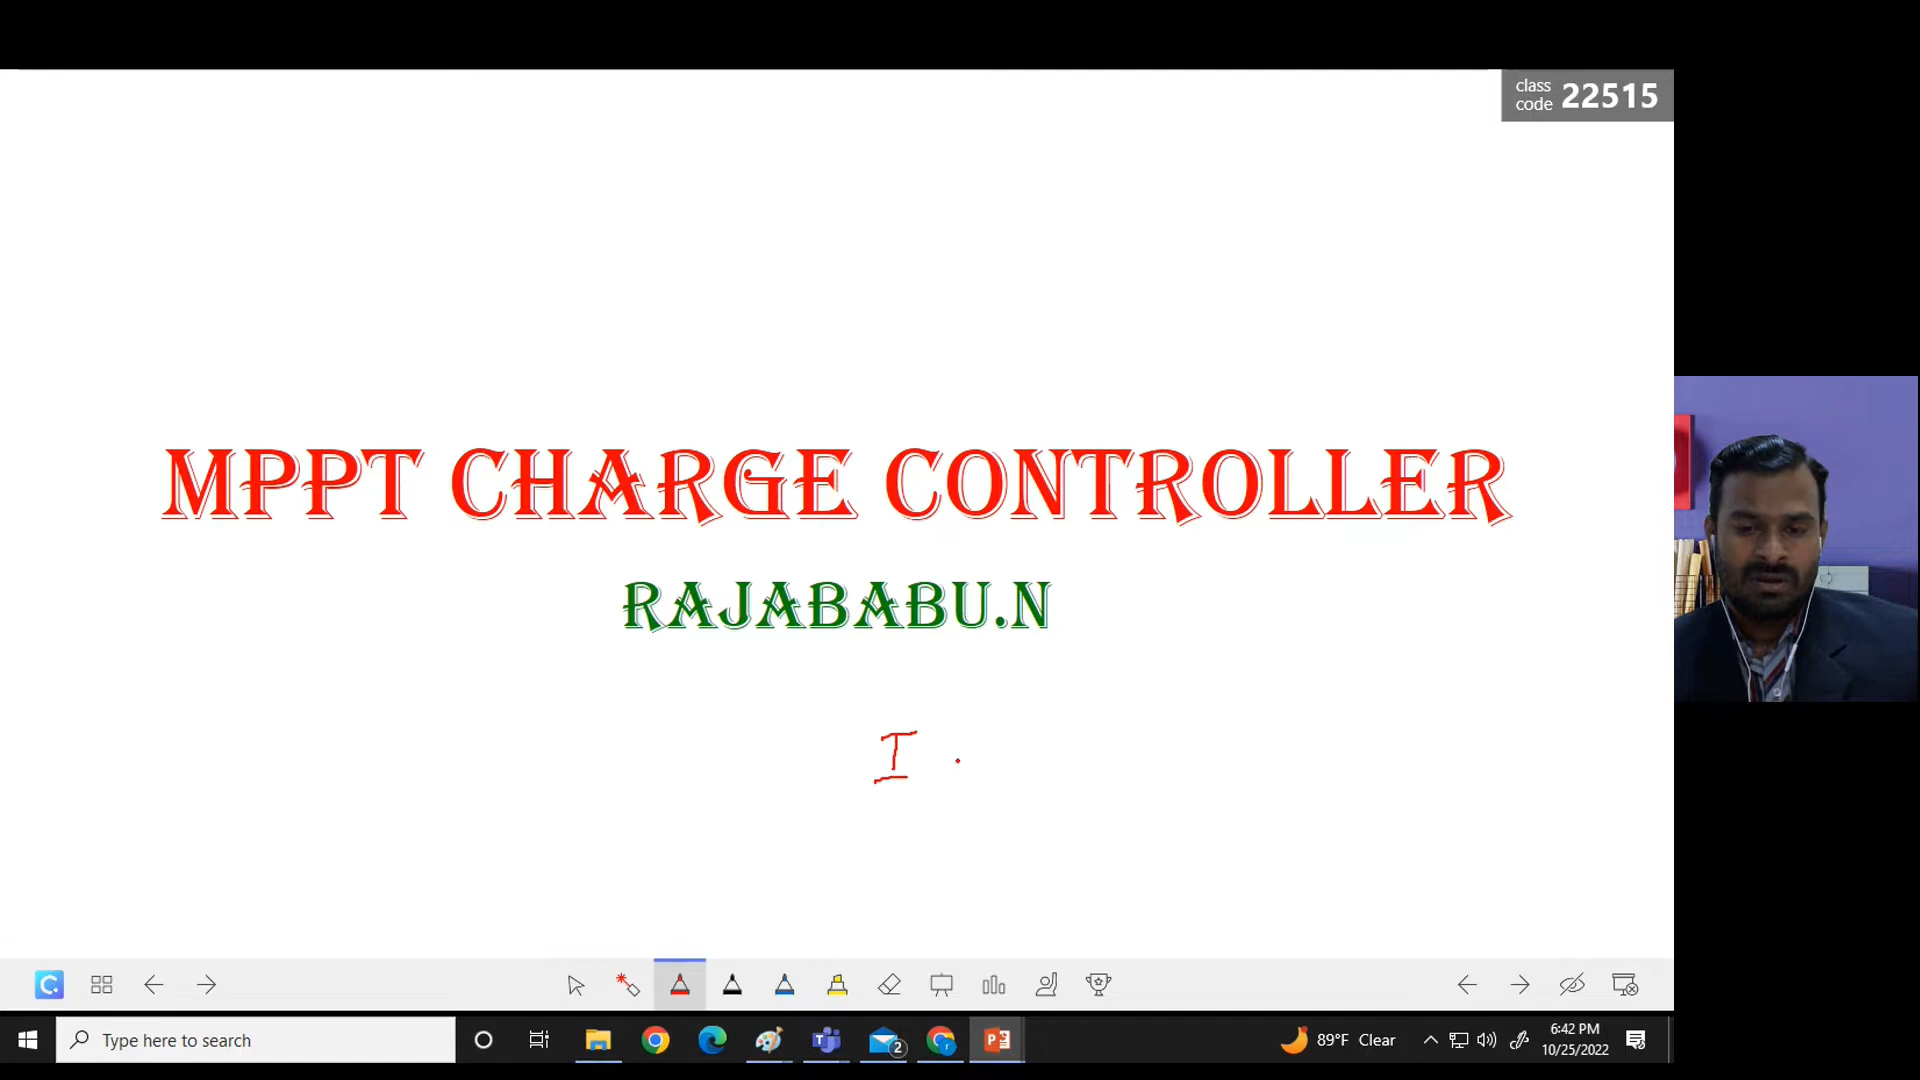 class code 22515
MPPT CHARGE CONTROLLER
RAJABABU.N
I .
Type here to search
2
89°F Clear
6:42 PM
10/25/2022